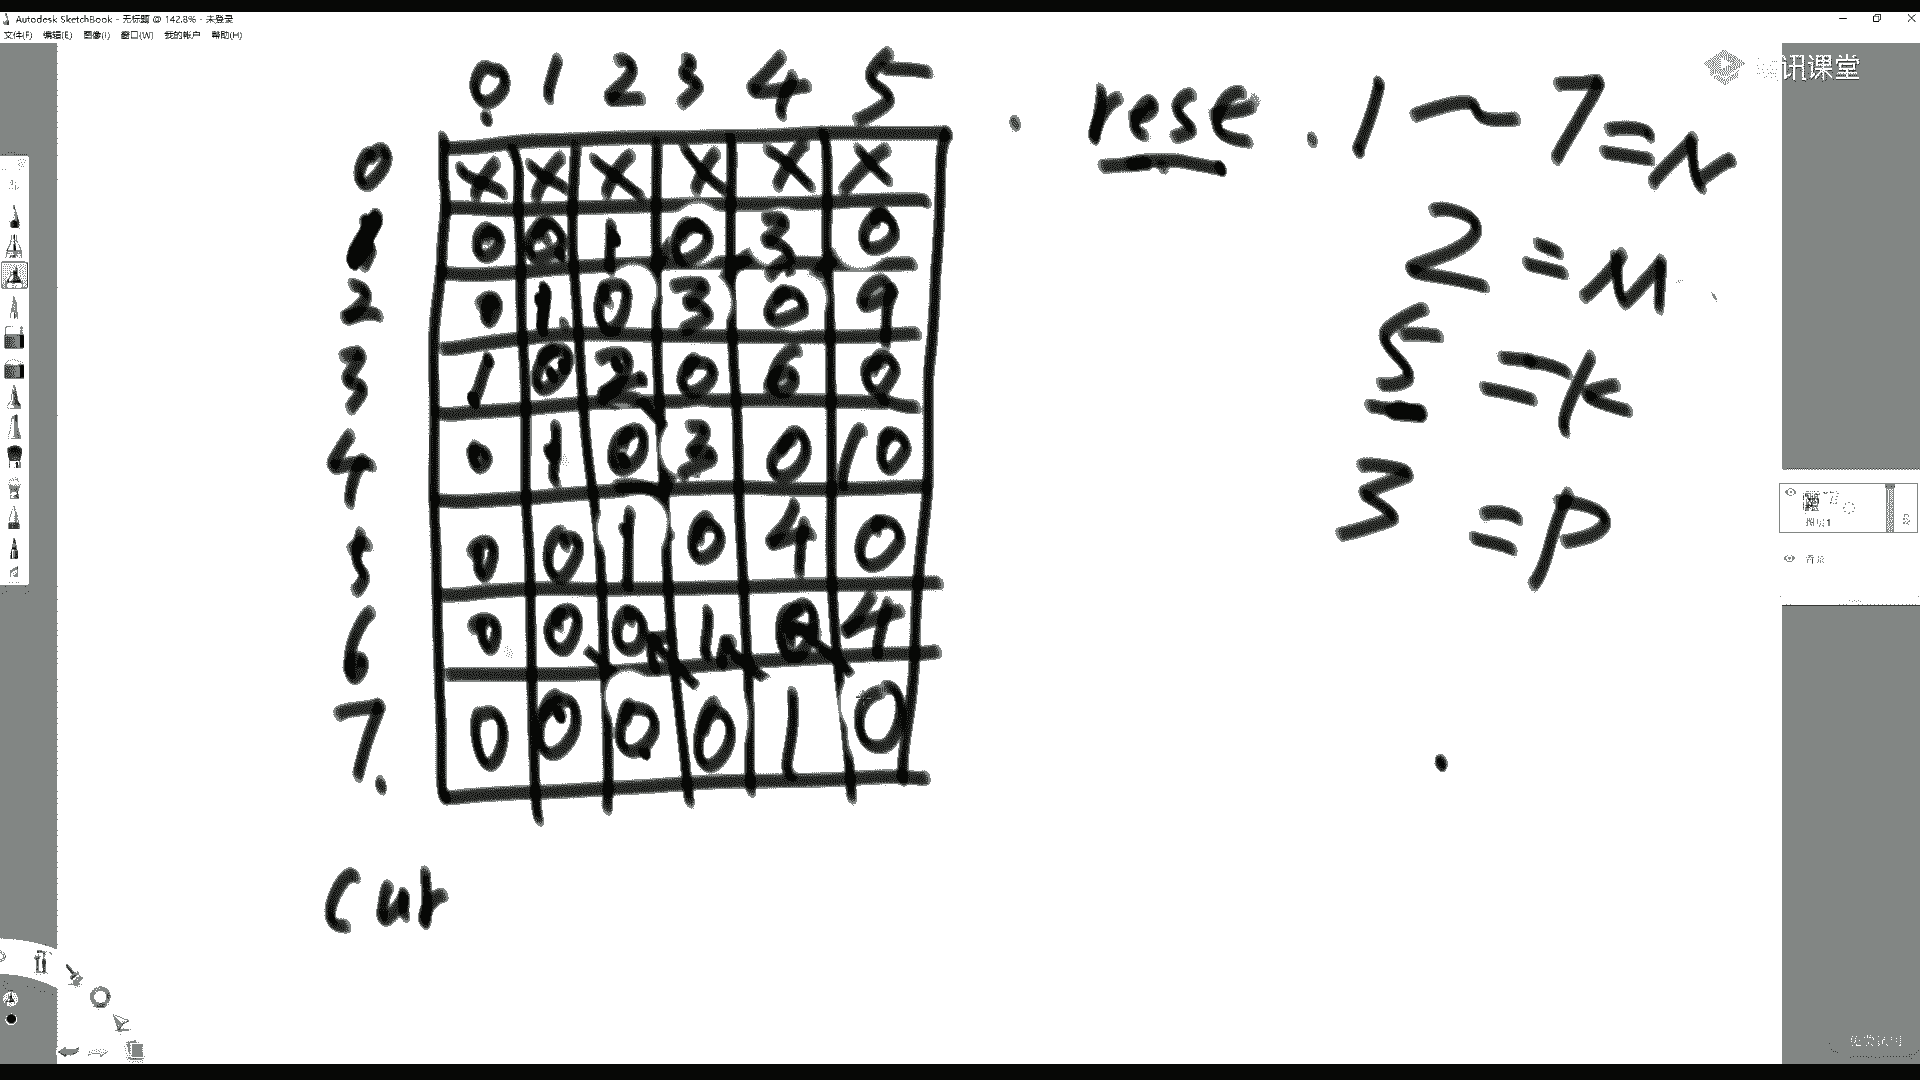 Autodesk SketchBook - 无标题 @ 142.8% - 未登录
文件(F) 编辑(E) 图像(I) 窗口(W) 我的帐户 帮助(H)
讯课堂
0 1 2 3 4 5
rese . 1 ~ 7 = N
0 x x x x x x
1 0 0 1 0 3 0
2 = M
2 0 1 0 3 0 9
3 1 0 2 0 6 0
5 = K
4 0 1 0 3 0 10
3 = P
5 0 0 1 0 4 0
图层1
背景
6 0 0 0 1 0 4
7 0 0 0 0 1 0
cur